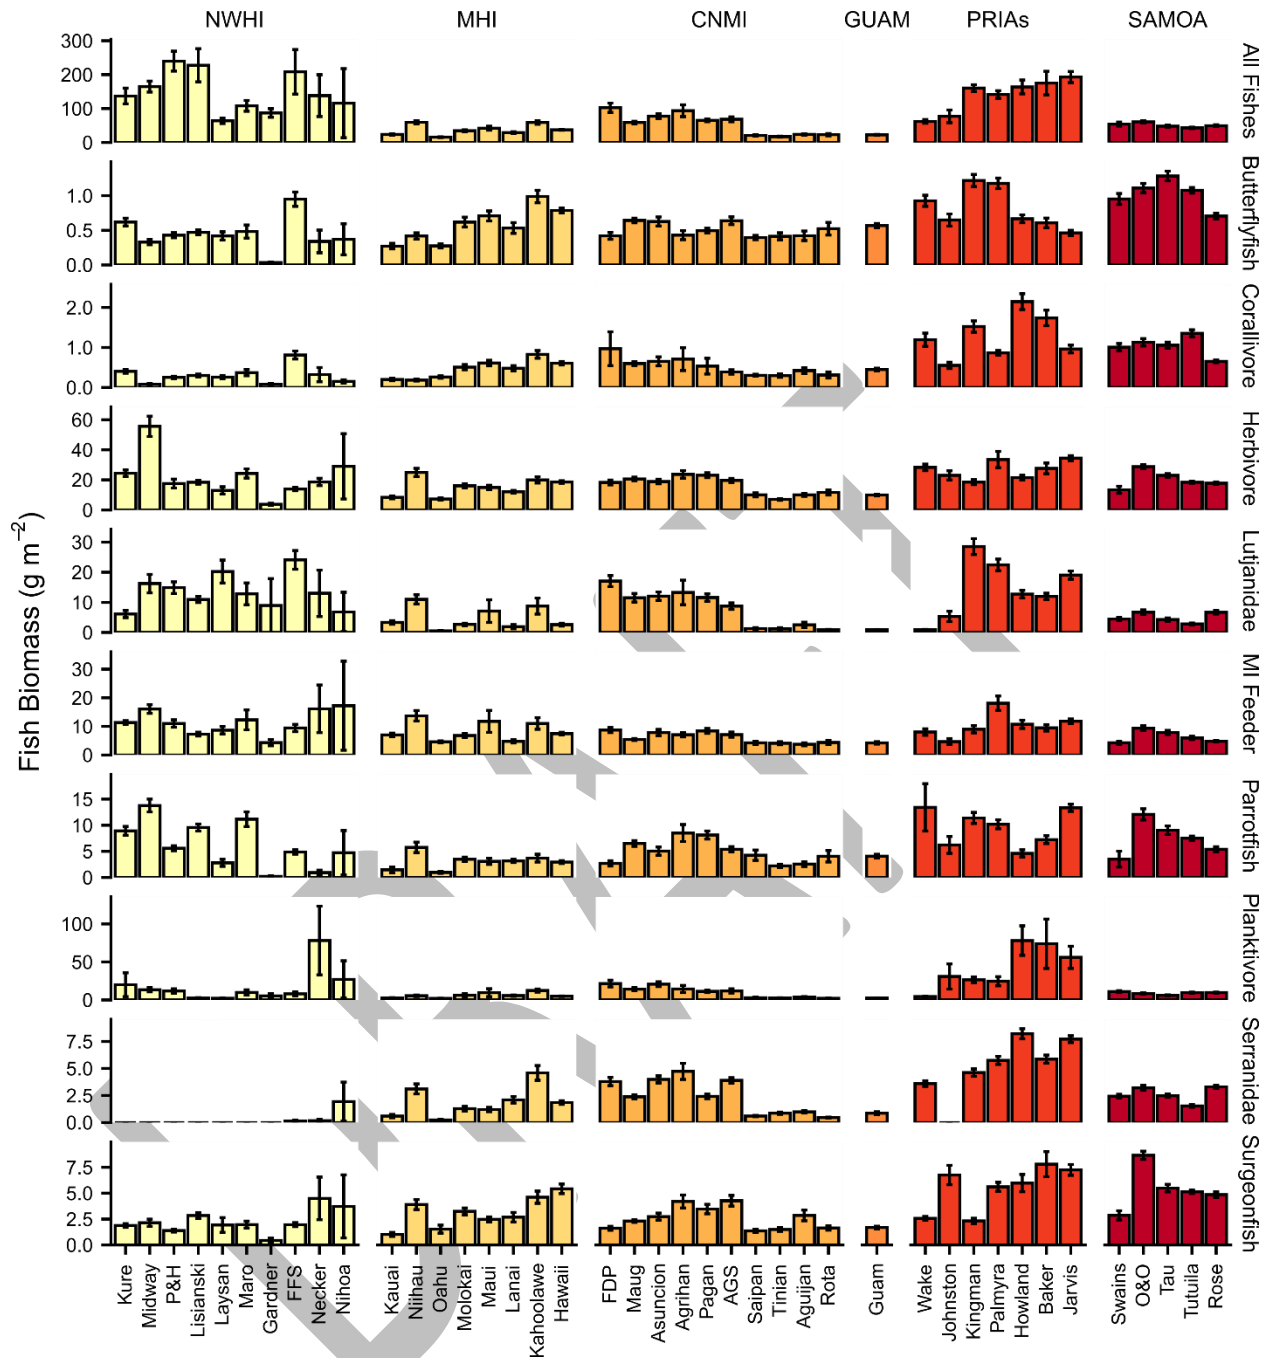 NWHI MHI CNMI GUAM PRIAs SAMOA
Fish Biomass (g m⁻²)
300
200
100
0
All Fishes
1.0
0.5
0.0
Butterflyfish
2.0
1.0
0.0
Corallivore
60
40
20
0
Herbivore
30
20
10
0
Lutjanidae
30
20
10
0
MI Feeder
15
10
5
0
Parrotfish
100
50
0
Planktivore
7.5
5.0
2.5
0.0
Serranidae
7.5
5.0
2.5
0.0
Surgeonfish
Kure
Midway
P&H
Lisianski
Laysan
Maro
Gardner
FFS
Necker
Nihoa
Kauai
Niihau
Oahu
Molokai
Maui
Lanai
Kahoolawe
Hawaii
FDP
Maug
Asuncion
Agrihan
Pagan
AGS
Saipan
Tinian
Aguijan
Rota
Guam
Wake
Johnston
Kingman
Palmyra
Howland
Baker
Jarvis
Swains
O&O
Tau
Tutuila
Rose